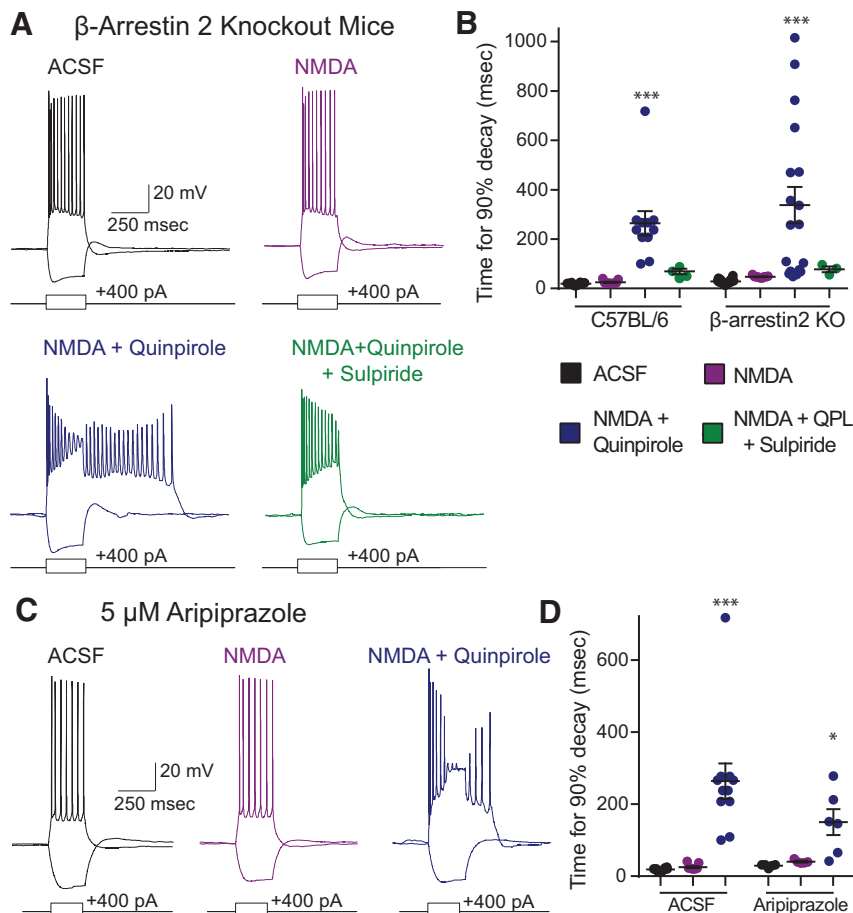 A
β-Arrestin 2 Knockout Mice
ACSF
NMDA
20 mV
250 msec
+400 pA
+400 pA
NMDA + Quinpirole
NMDA+Quinpirole
+ Sulpiride
+400 pA
+400 pA
B
Time for 90% decay (msec)
1000
800
600
400
200
0
***
***
C57BL/6
β-arrestin2 KO
ACSF
NMDA
NMDA +
Quinpirole
NMDA + QPL
+ Sulpiride
C
5 µM Aripiprazole
ACSF
NMDA
NMDA + Quinpirole
20 mV
250 msec
+400 pA
+400 pA
+400 pA
D
Time for 90% decay (msec)
600
400
200
0
***
*
ACSF
Aripiprazole